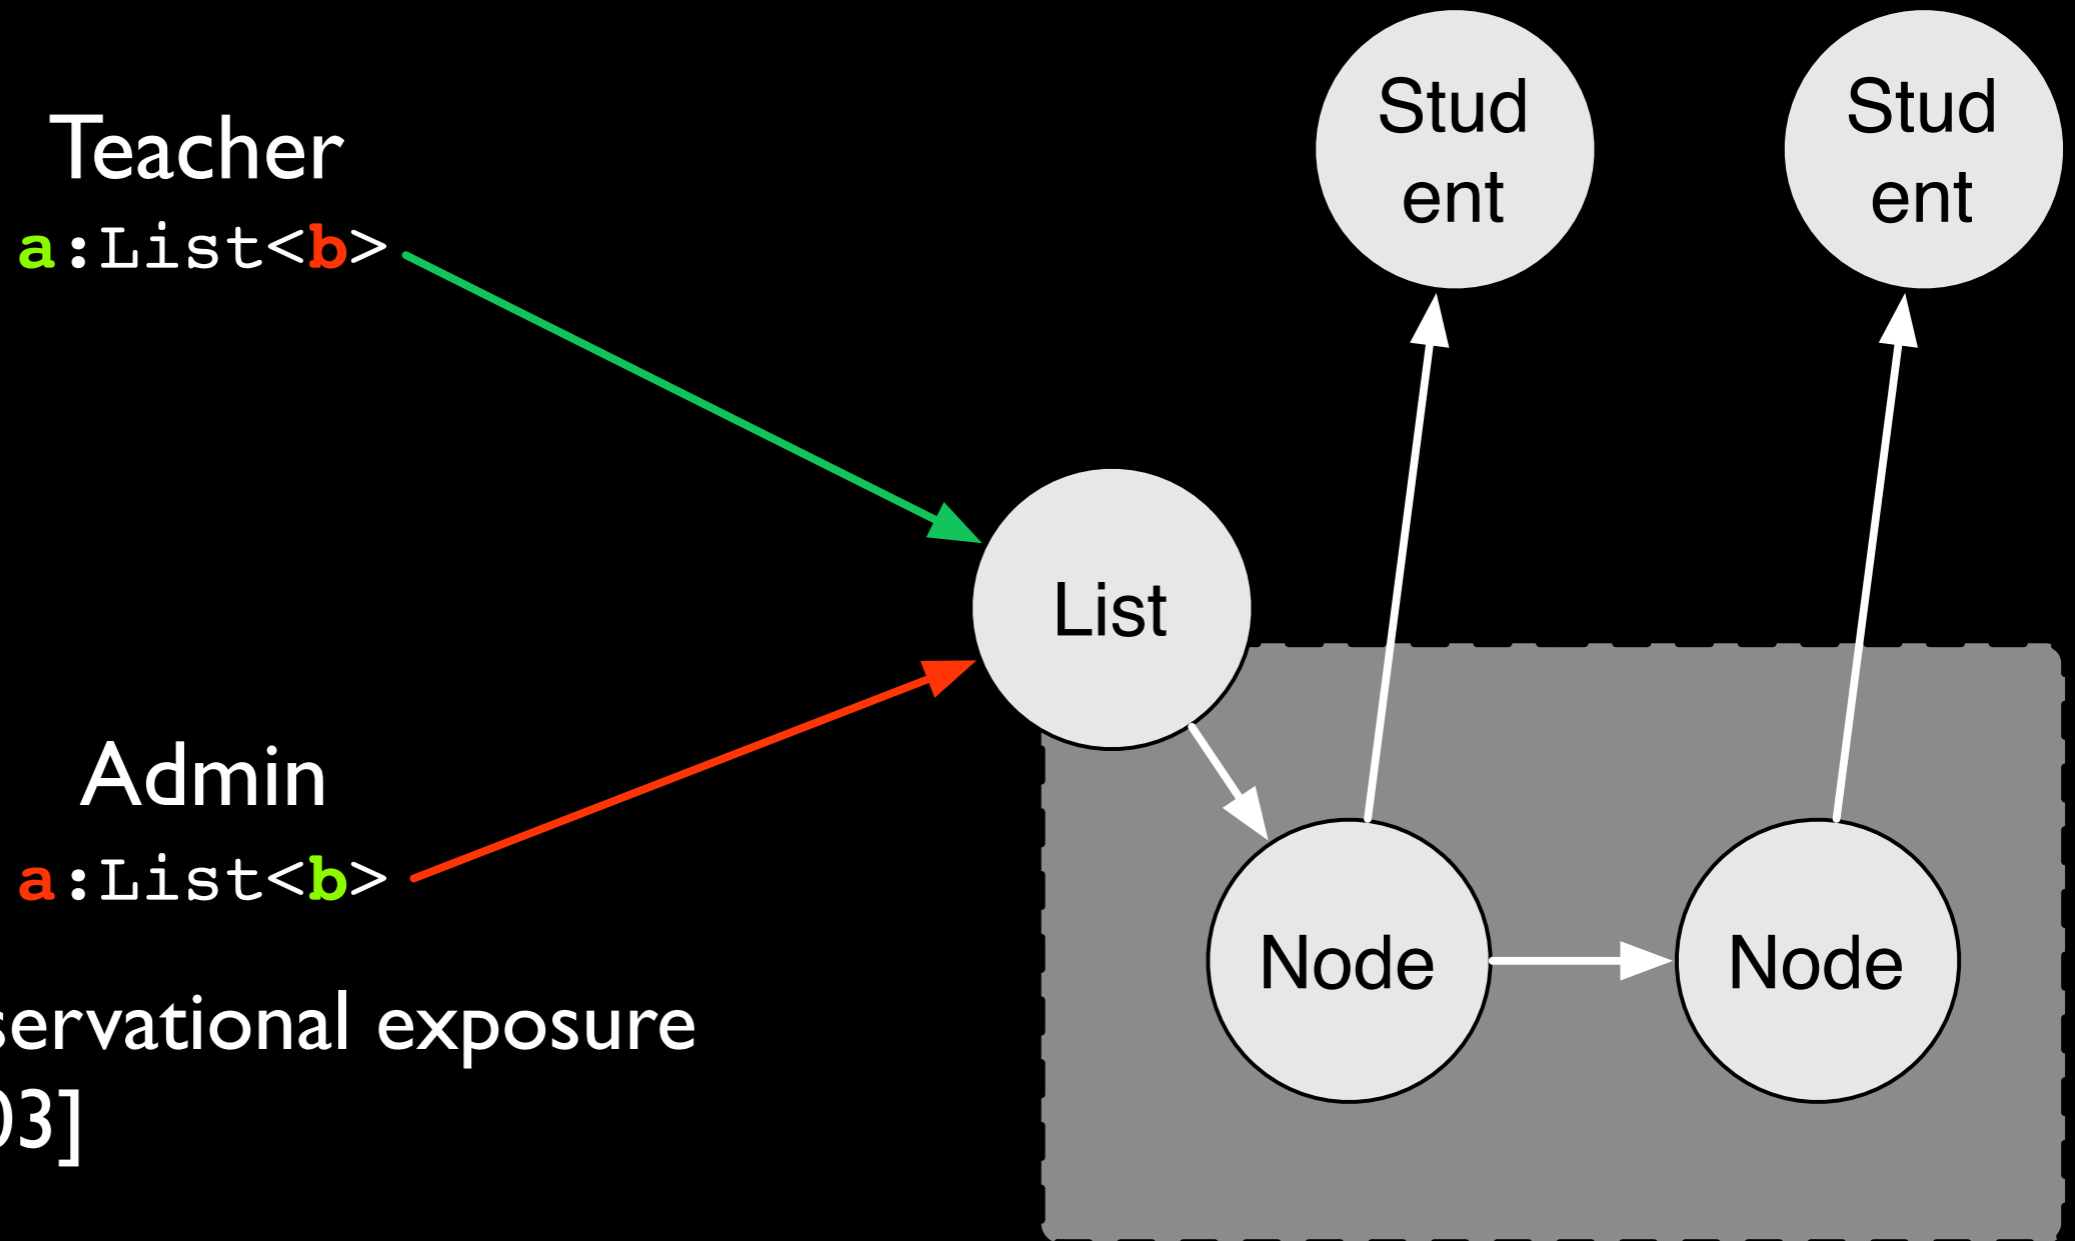 Teacher
a:List<b>
Stud
ent
Stud
ent
List
Admin
a:List<b>
Node
Node
servational exposure
03]